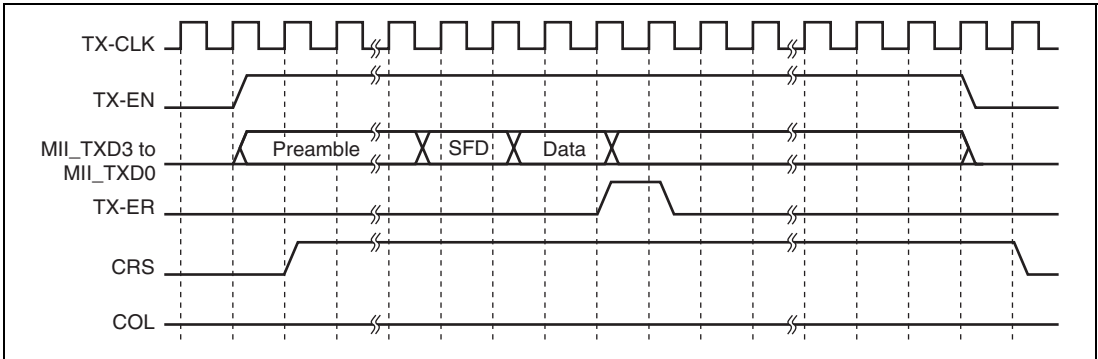 TX-CLK
TX-EN
MII_TXD3 to
MII_TXD0
Preamble
SFD
Data
TX-ER
CRS
COL